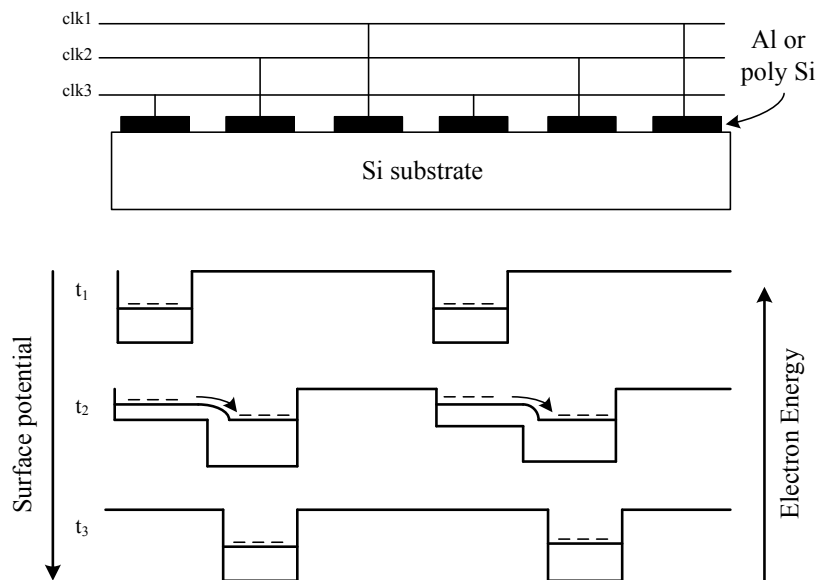 clk1
clk2
clk3
Al or
poly Si
Si substrate
t1
t2
t3
Surface potential
Electron Energy